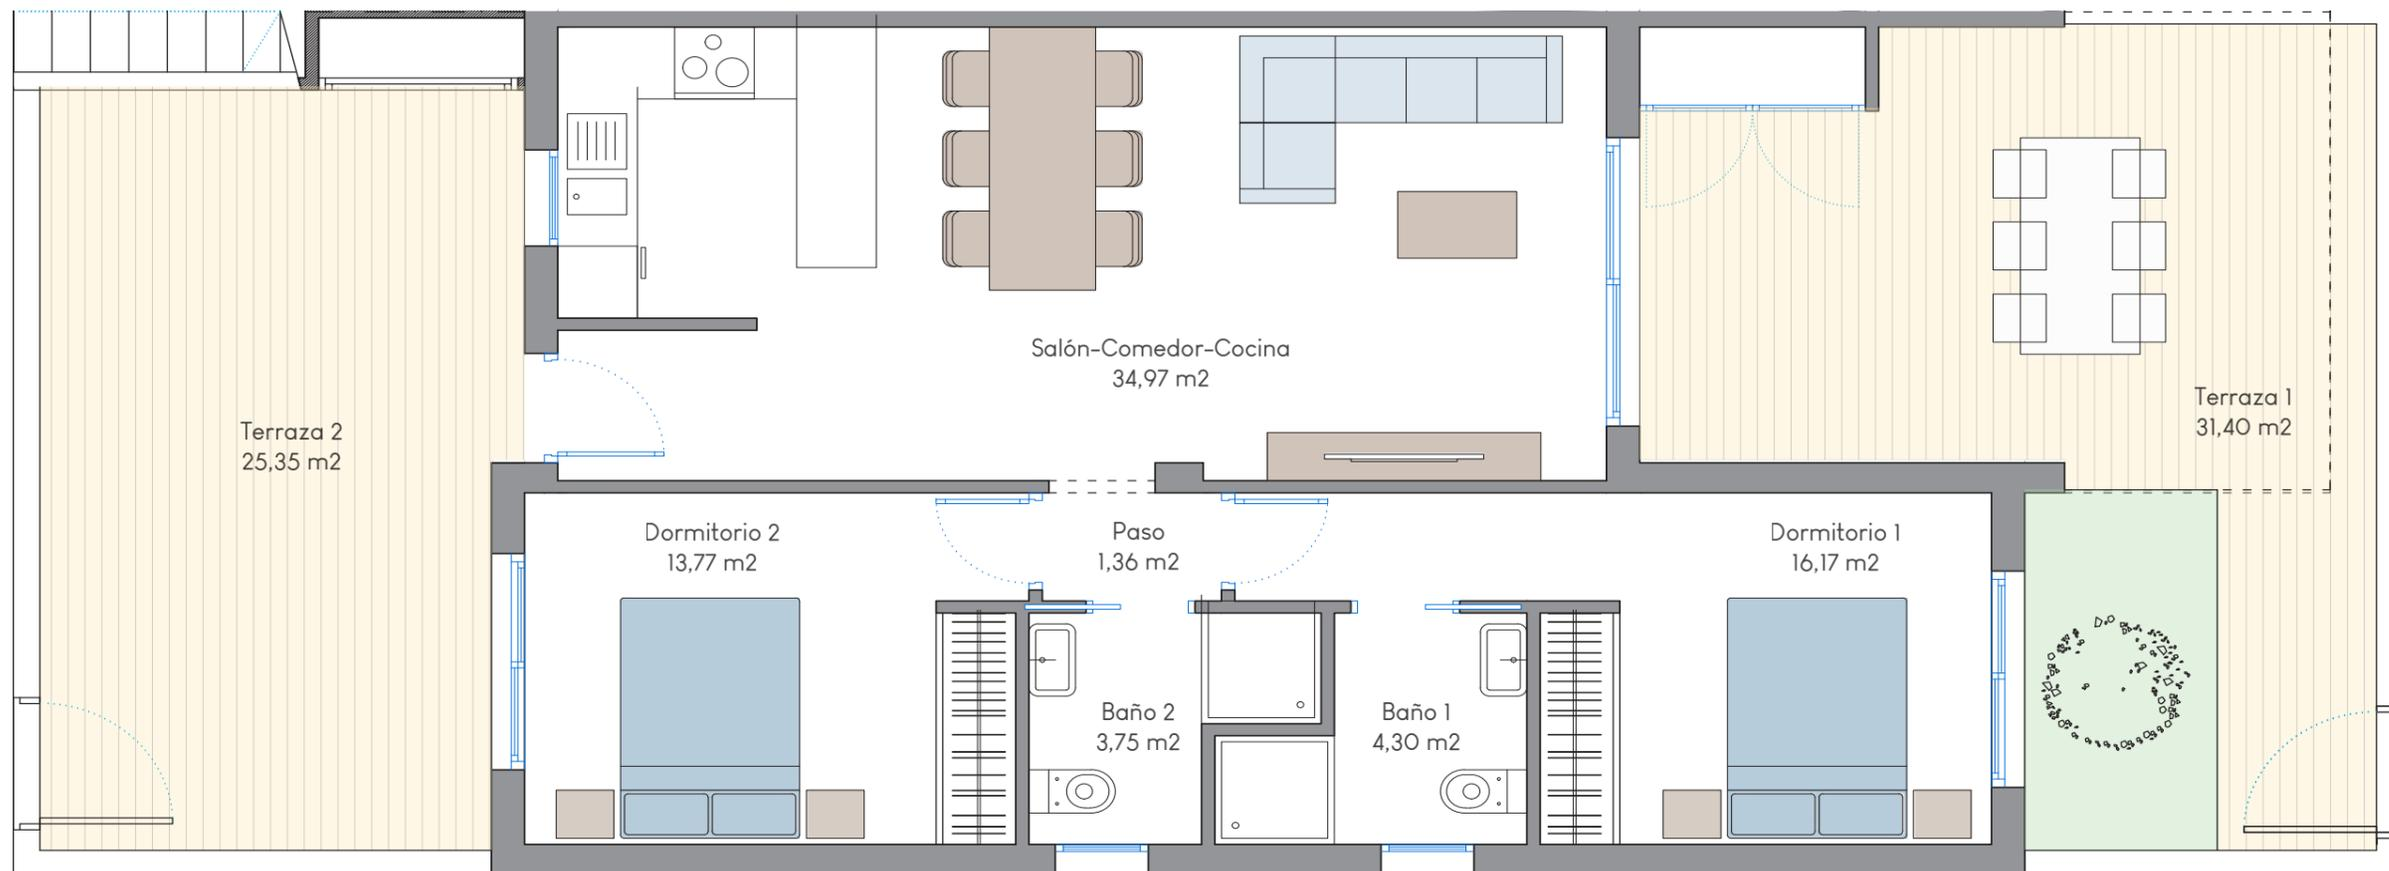 Salón-Comedor-Cocina
34,97 m2
Terraza 1
31,40 m2
Terraza 2
25,35 m2
Dormitorio 2
13,77 m2
Paso
1,36 m2
Dormitorio 1
16,17 m2
Baño 2
3,75 m2
Baño 1
4,30 m2